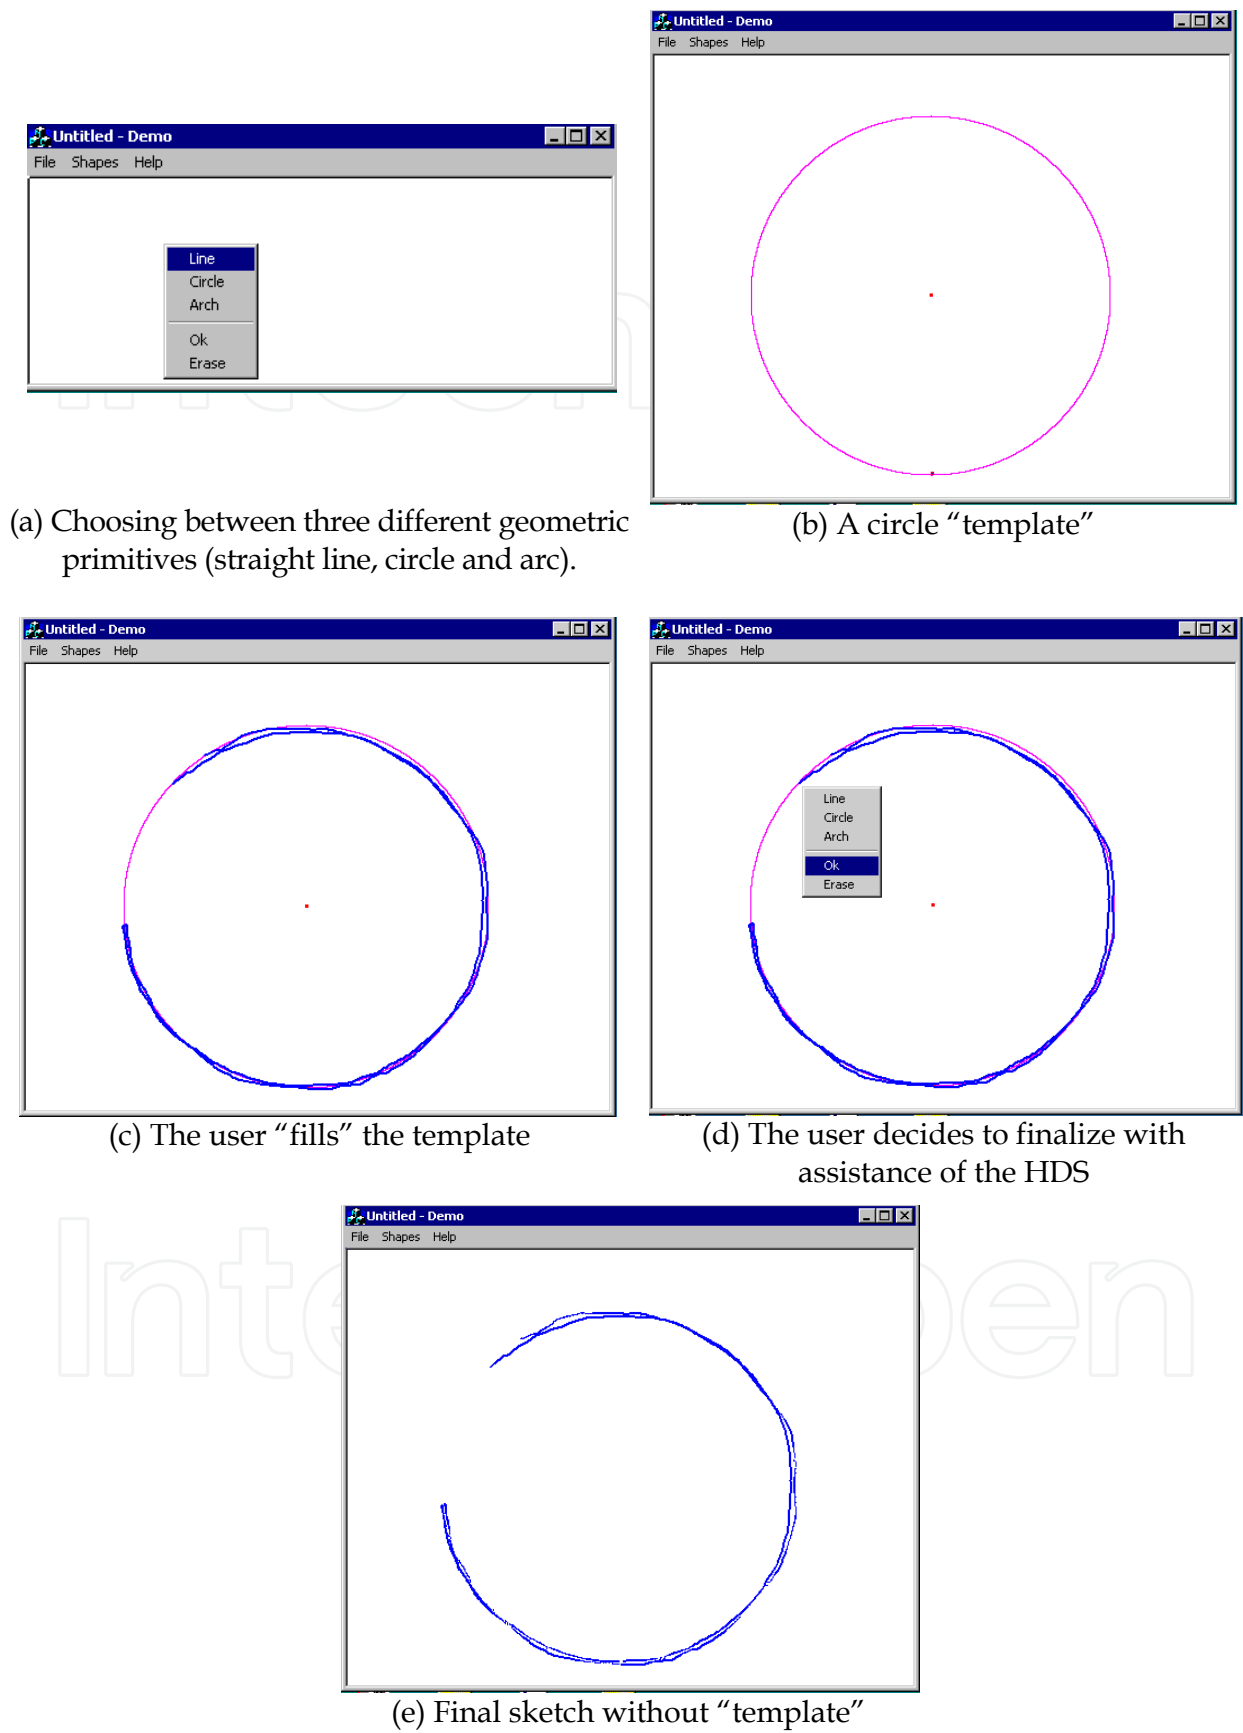 Untitled - Demo
File Shapes Help
Line
Circle
Arch
Ok
Erase
(a) Choosing between three different geometric
primitives (straight line, circle and arc).
Untitled - Demo
File Shapes Help
(b) A circle “template”
Untitled - Demo
File Shapes Help
(c) The user “fills” the template
Untitled - Demo
File Shapes Help
Line
Circle
Arch
Ok
Erase
(d) The user decides to finalize with
assistance of the HDS
Untitled - Demo
File Shapes Help
(e) Final sketch without “template”